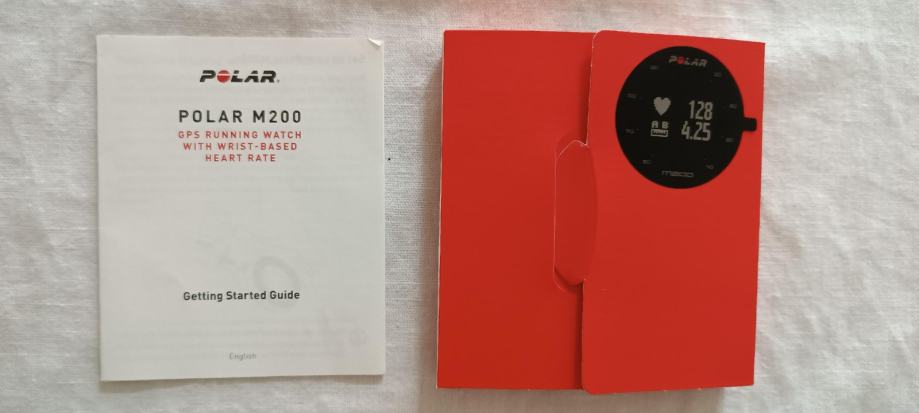 POLAR
POLAR M200
GPS RUNNING WATCH
WITH WRIST-BASED
HEART RATE
Getting Started Guide
English
POLAR
128
A B
4.25
M200